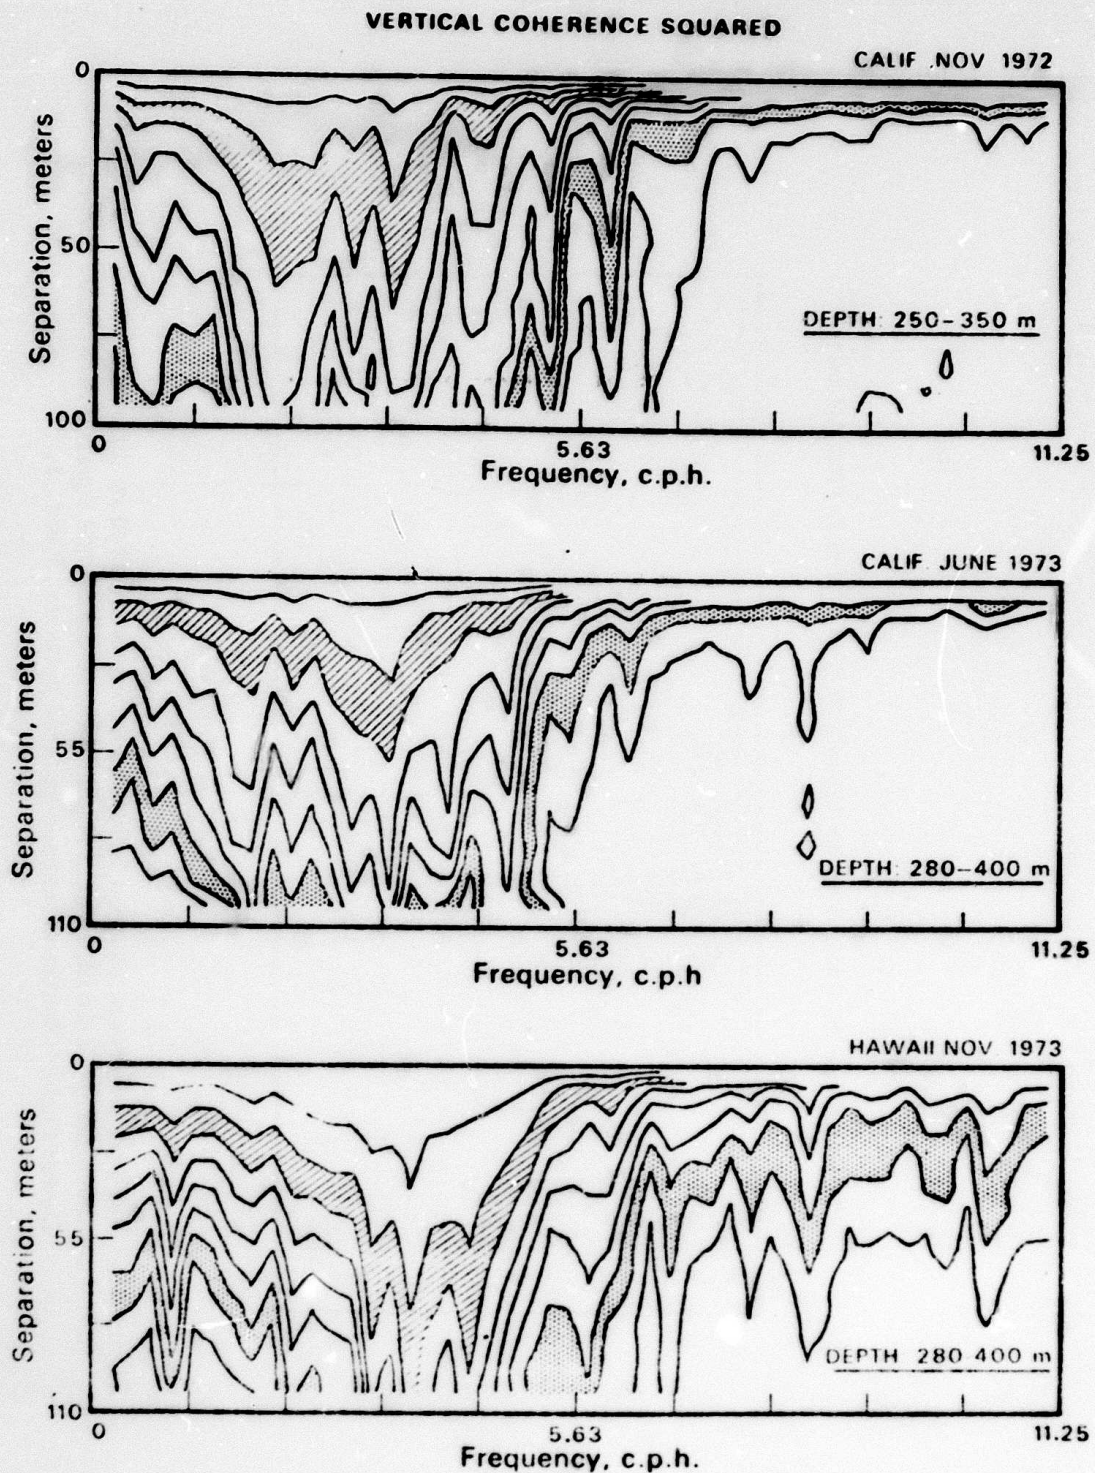 VERTICAL COHERENCE SQUARED
CALIF. NOV 1972
0
50
100
Separation, meters
DEPTH: 250-350 m
0
5.63
11.25
Frequency, c.p.h.
CALIF. JUNE 1973
0
55
110
Separation, meters
DEPTH: 280-400 m
0
5.63
11.25
Frequency, c.p.h
HAWAII NOV 1973
0
55
110
Separation, meters
DEPTH 280 400 m
0
5.63
11.25
Frequency, c.p.h.